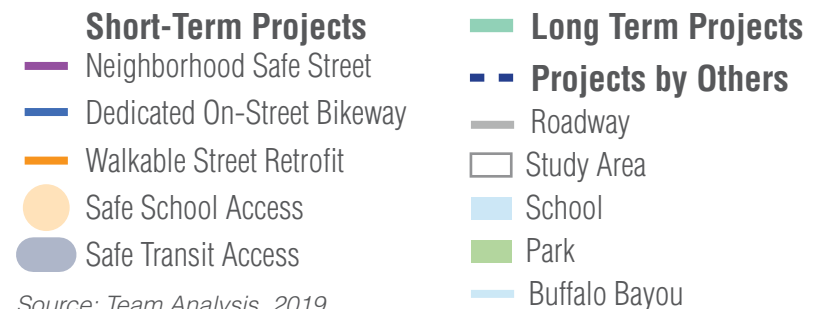 Short-Term Projects
Neighborhood Safe Street
Dedicated On-Street Bikeway
Walkable Street Retrofit
Safe School Access
Safe Transit Access
Source: Team Analysis, 2019
Long Term Projects
Projects by Others
Roadway
Study Area
School
Park
Buffalo Bayou